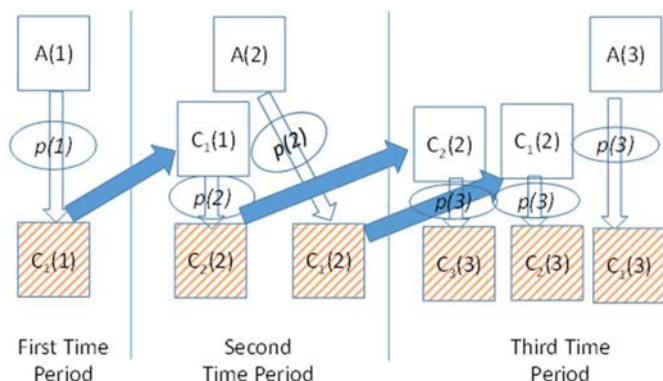 A(1)
A(2)
A(3)
p(1)
C₁(1)
p(2)
C₂(2)
C₁(2)
p(3)
p(2)
p(3)
p(3)
C₁(1)
C₂(2)
C₁(2)
C₃(3)
C₂(3)
C₁(3)
First Time
Period
Second
Time Period
Third Time
Period